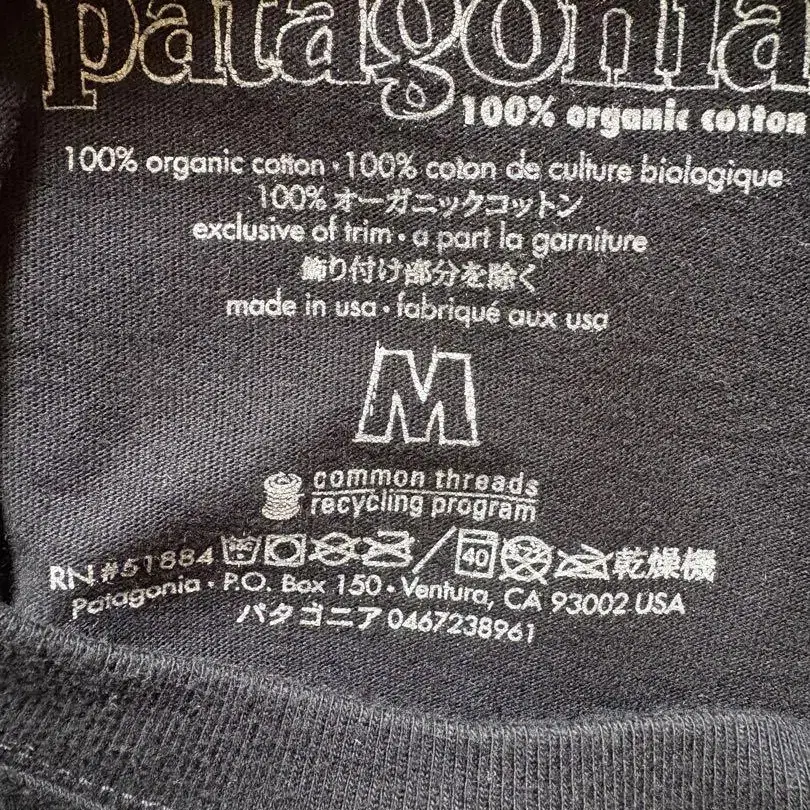 patagonia
100% organic cotton
100% organic cotton • 100% coton de culture biologique
100% オーガニックコットン
exclusive of trim • a part la garniture
飾り付け部分を除く
made in usa • fabriqué aux usa
M
common threads
recycling program
RN #51884 40 乾燥機
Patagonia • P.O. Box 150 • Ventura, CA 93002 USA
パタゴニア 0467238961